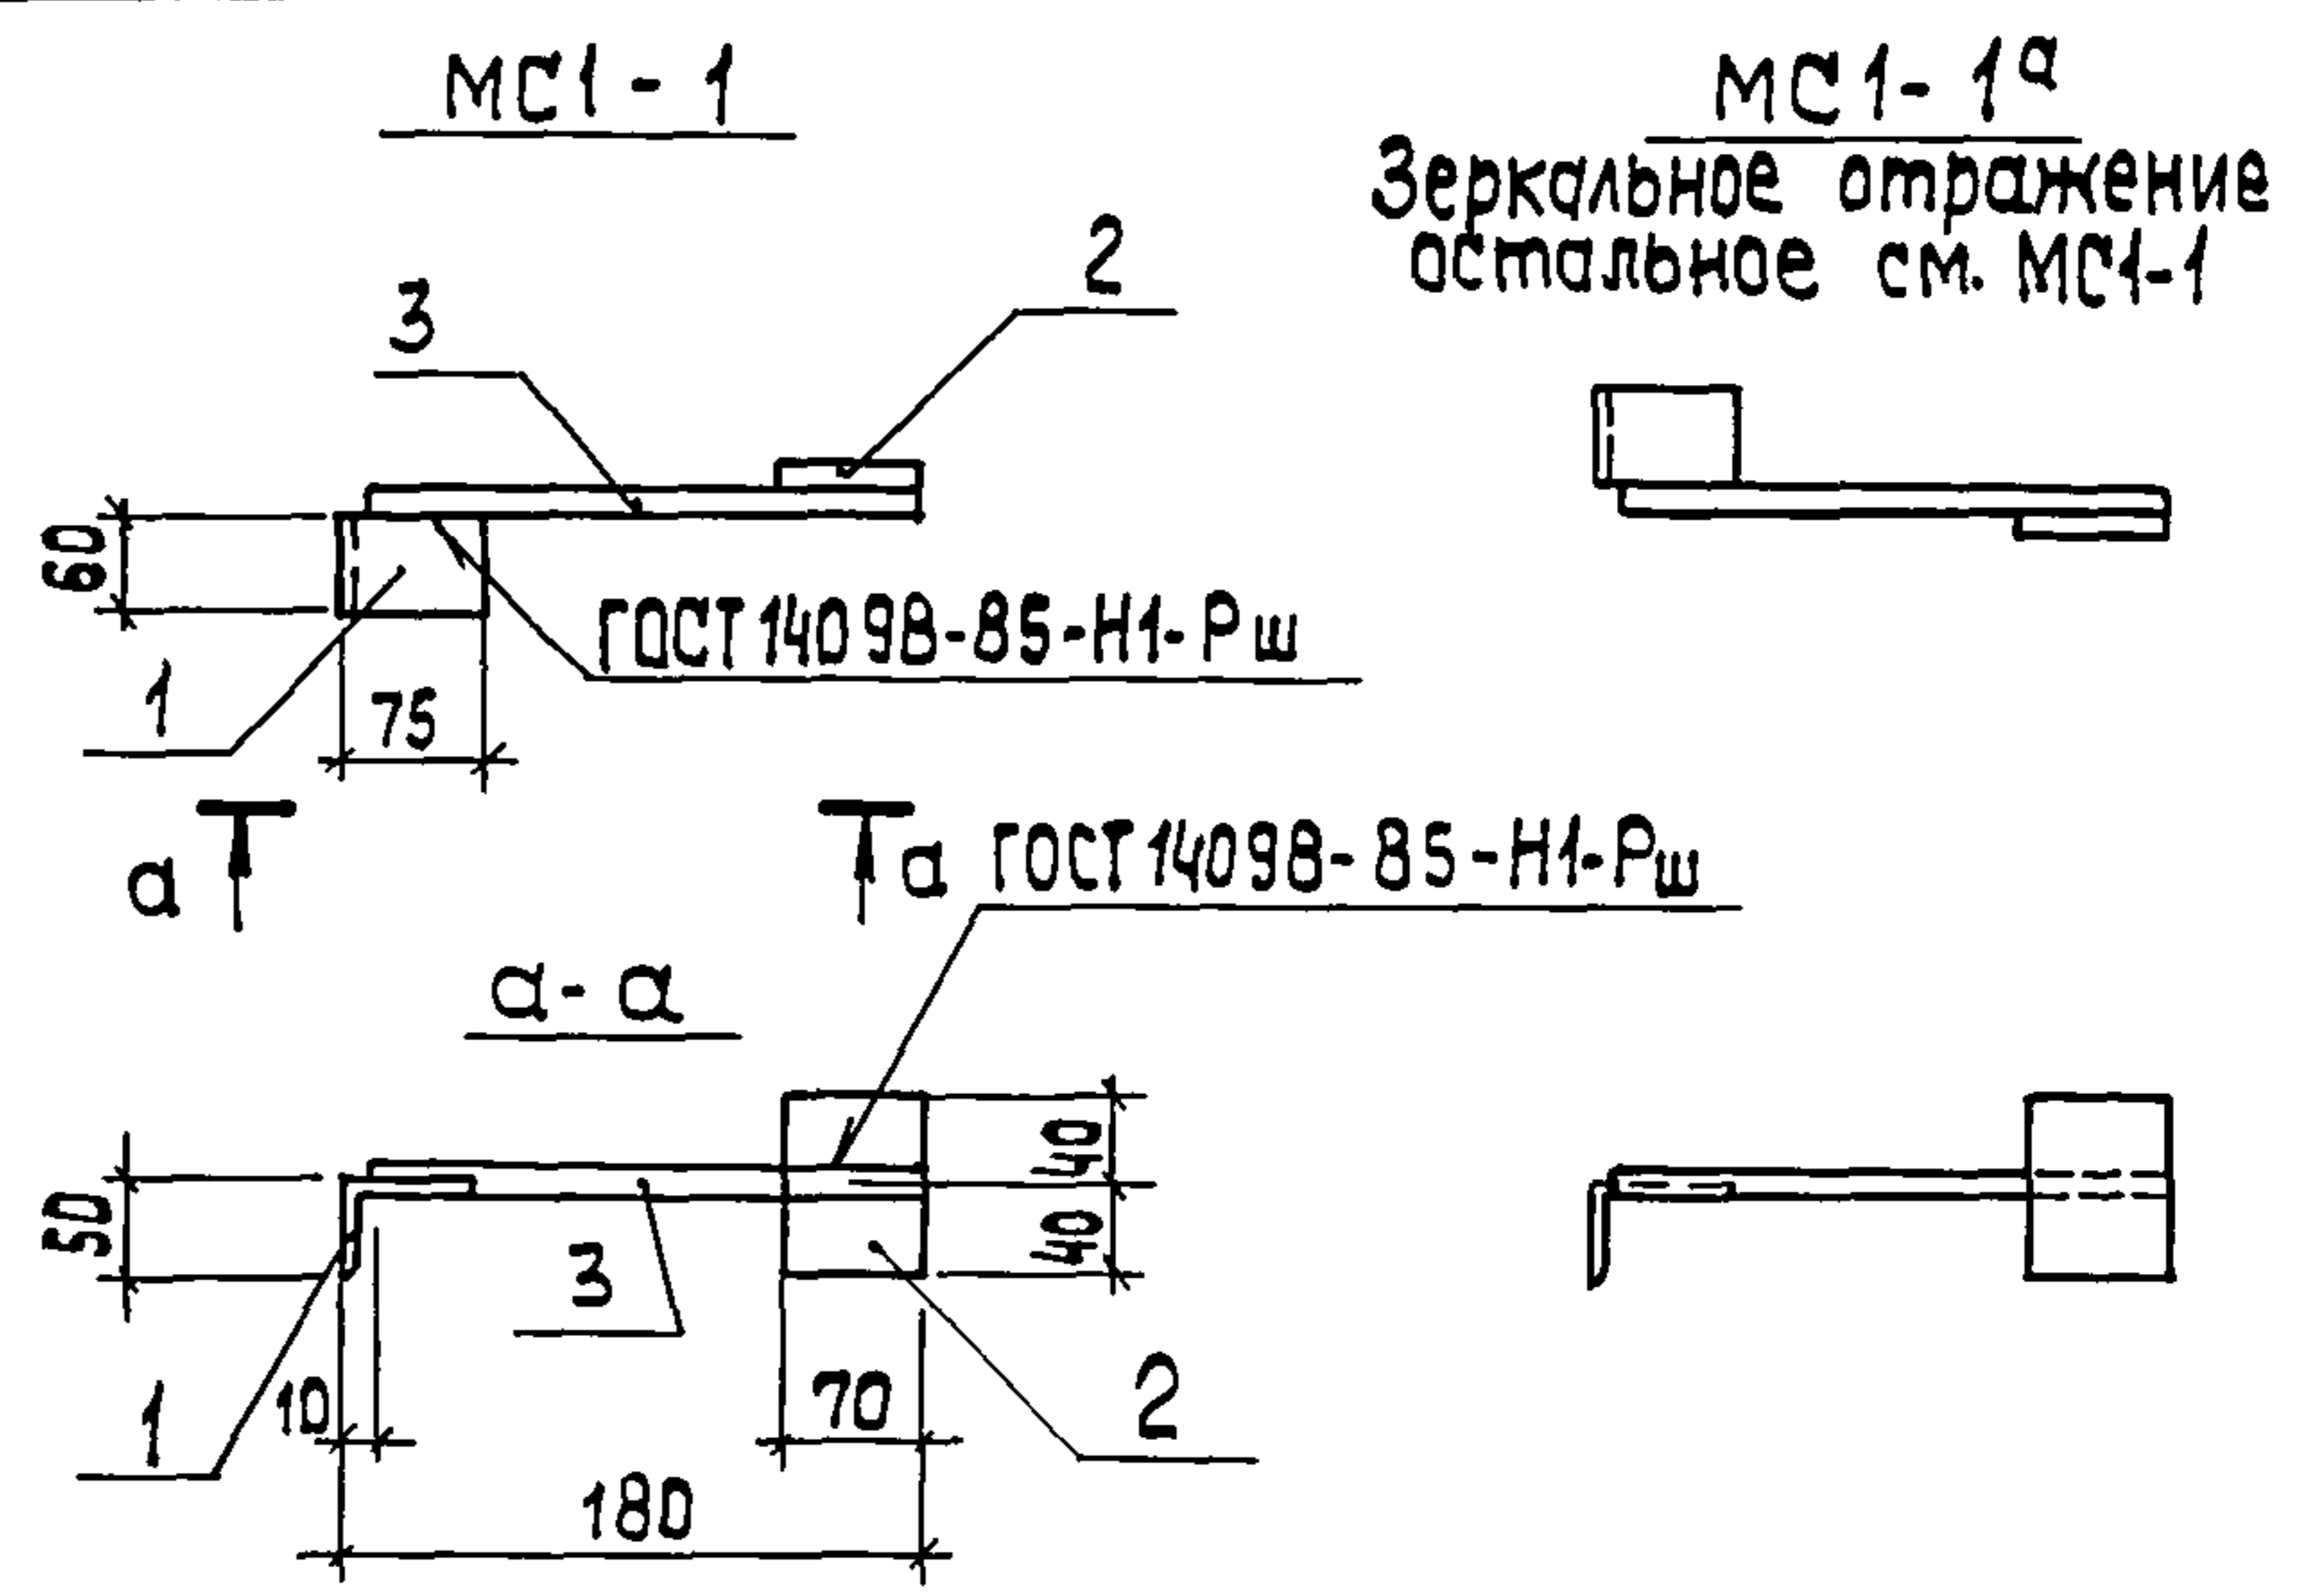 МС1-1
МС1-1а
Зеркальное отражение
остальное см. МС1-1
2
3
60
ГОСТ 14098-85-Н1-Рш
1
75
а
а
ГОСТ 14098-85-Н1-Рш
а-а
40
50
40
3
1
10
70
2
180